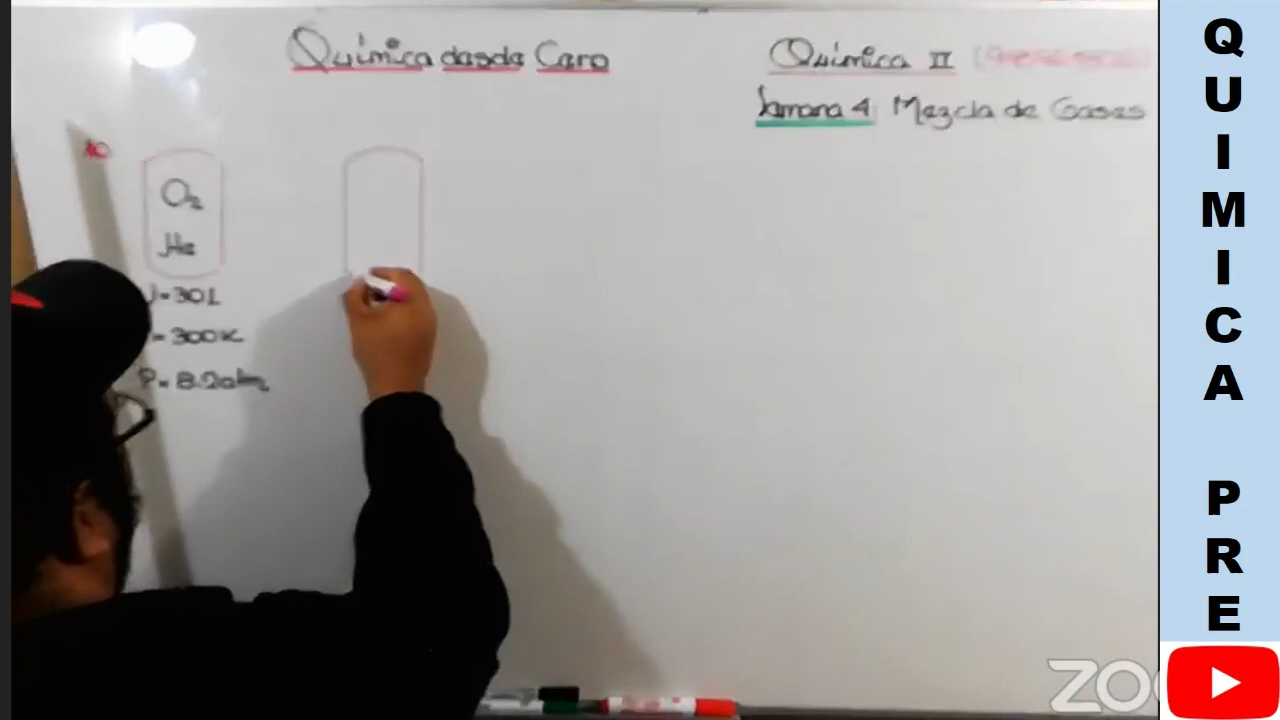 Química desde Cero
Química II
Semana 4: Mezcla de Gases
10
O₂
He
V=30L
= 300K
P= 8.2atm
QUIMICA PRE
ZO